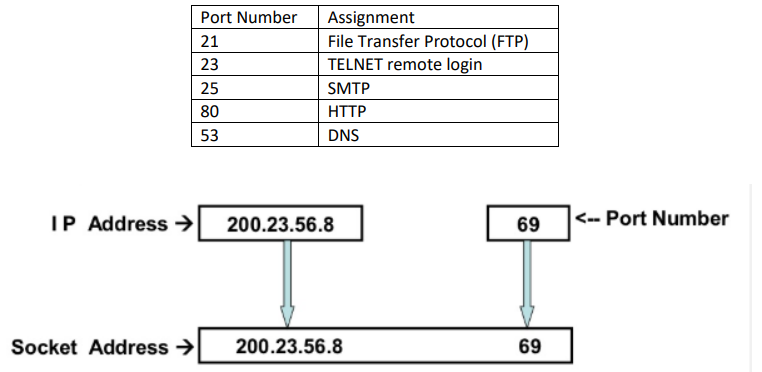 Port Number Assignment
21 File Transfer Protocol (FTP)
23 TELNET remote login
25 SMTP
80 HTTP
53 DNS
IP Address → 200.23.56.8 69 <-- Port Number
Socket Address → 200.23.56.8 69